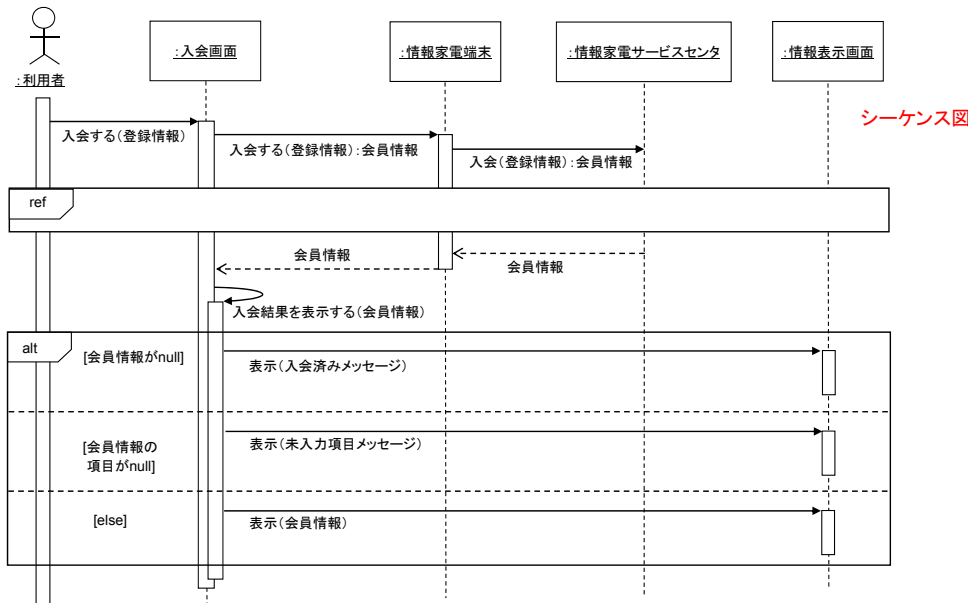 :入会画面
:情報家電端末
:情報家電サービスセンタ
:情報表示画面
:利用者
シーケンス図
入会する(登録情報)
入会する(登録情報):会員情報
入会(登録情報):会員情報
ref
会員情報
会員情報
入会結果を表示する(会員情報)
alt
[会員情報がnull]
表示(入会済みメッセージ)
[会員情報の
項目がnull]
表示(未入力項目メッセージ)
[else]
表示(会員情報)